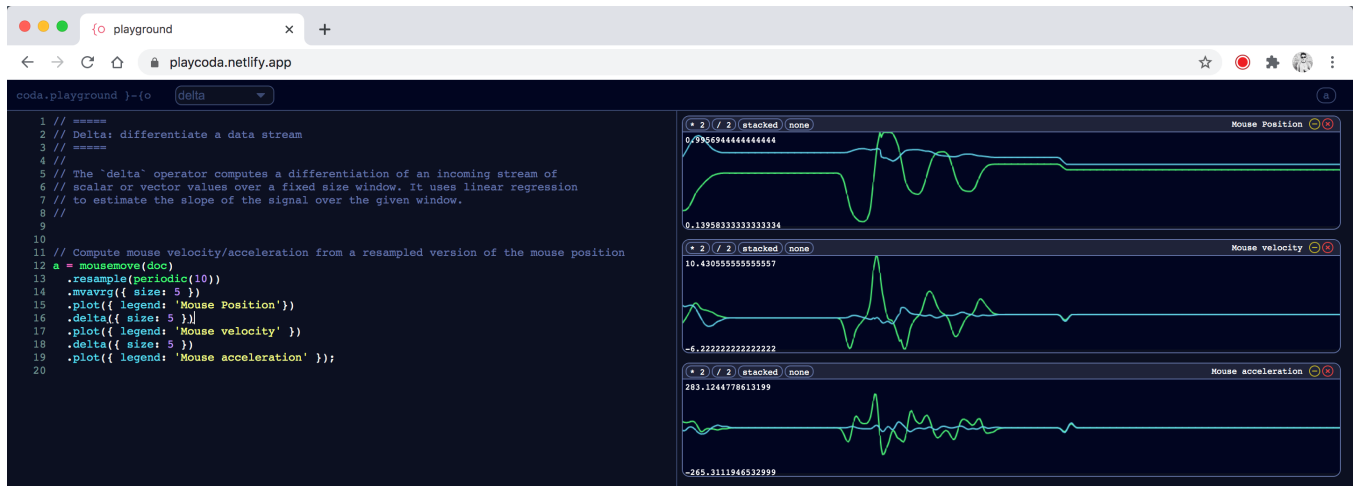 {o playground × +
playcoda.netlify.app
coda.playground }-{o delta a
1 // =====
2 // Delta: differentiate a data stream
3 // =====
4 //
5 // The `delta` operator computes a differentiation of an incoming stream of
6 // scalar or vector values over a fixed size window. It uses linear regression
7 // to estimate the slope of the signal over the given window.
8 //
9
10
11 // Compute mouse velocity/acceleration from a resampled version of the mouse position
12 a = mousemove(doc)
13 .resample(periodic(10))
14 .mvavrg({ size: 5 })
15 .plot({ legend: 'Mouse Position'})
16 .delta({ size: 5 })
17 .plot({ legend: 'Mouse velocity' })
18 .delta({ size: 5 })
19 .plot({ legend: 'Mouse acceleration' });
20
* 2 / 2 stacked none Mouse Position
0.9956944444444444
0.13958333333333334
* 2 / 2 stacked none Mouse velocity
10.430555555555557
-6.222222222222222
* 2 / 2 stacked none Mouse acceleration
283.1244778613199
-265.3111946532999